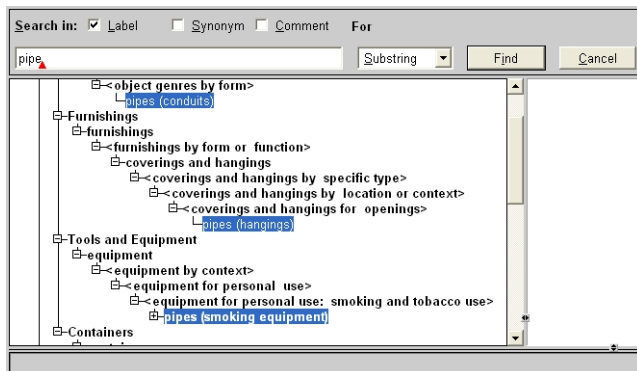 Search in: Label Synonym Comment For
pipe Substring Find Cancel
<object genres by form>
pipes (conduits)
Furnishings
furnishings
<furnishings by form or function>
coverings and hangings
<coverings and hangings by specific type>
<coverings and hangings by location or context>
<coverings and hangings for openings>
pipes (hangings)
Tools and Equipment
equipment
<equipment by context>
<equipment for personal use>
<equipment for personal use: smoking and tobacco use>
pipes (smoking equipment)
Containers